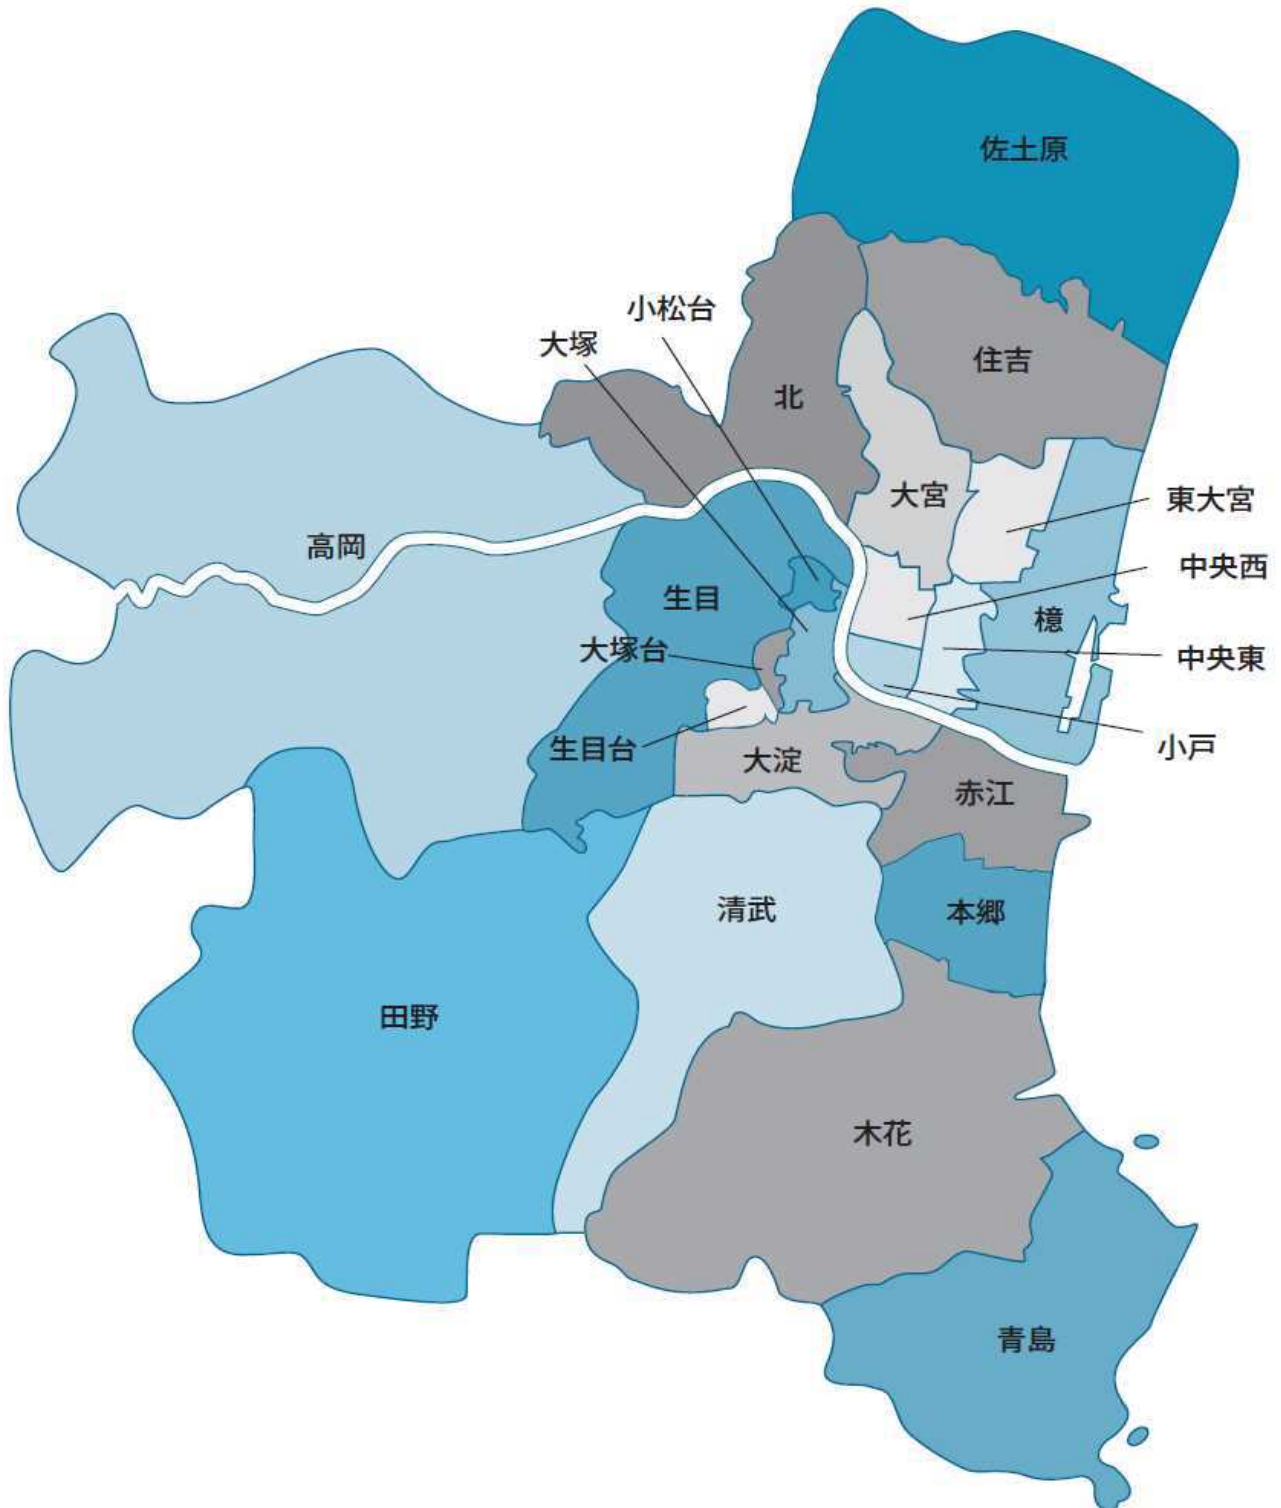 佐土原
小松台
大塚
住吉
北
大宮
東大宮
高岡
中央西
生目
檍
大塚台
中央東
生目台
小戸
大淀
赤江
清武
本郷
田野
木花
青島